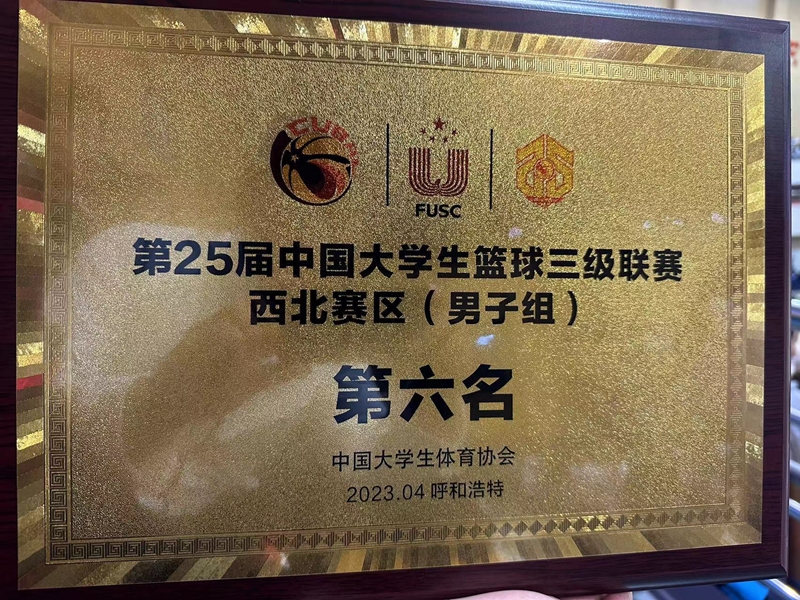 CUBAL
FUSC
第25届中国大学生篮球三级联赛
西北赛区（男子组）
第六名
中国大学生体育协会
2023.04 呼和浩特